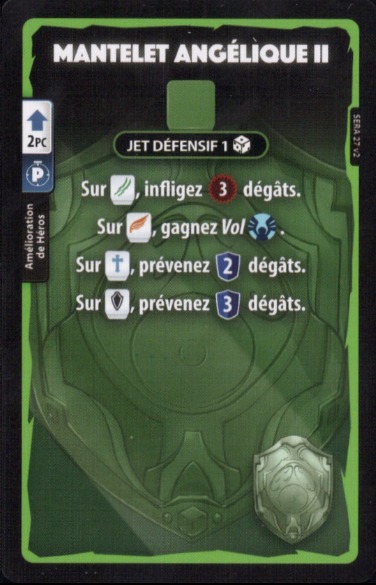 MANTELET ANGÉLIQUE II
2PC
P
Amélioration
de Héros
SERA 27 v2
JET DÉFENSIF 1
Sur , infligez 3 dégâts.
Sur , gagnez Vol .
Sur , prévenez 2 dégâts.
Sur , prévenez 3 dégâts.